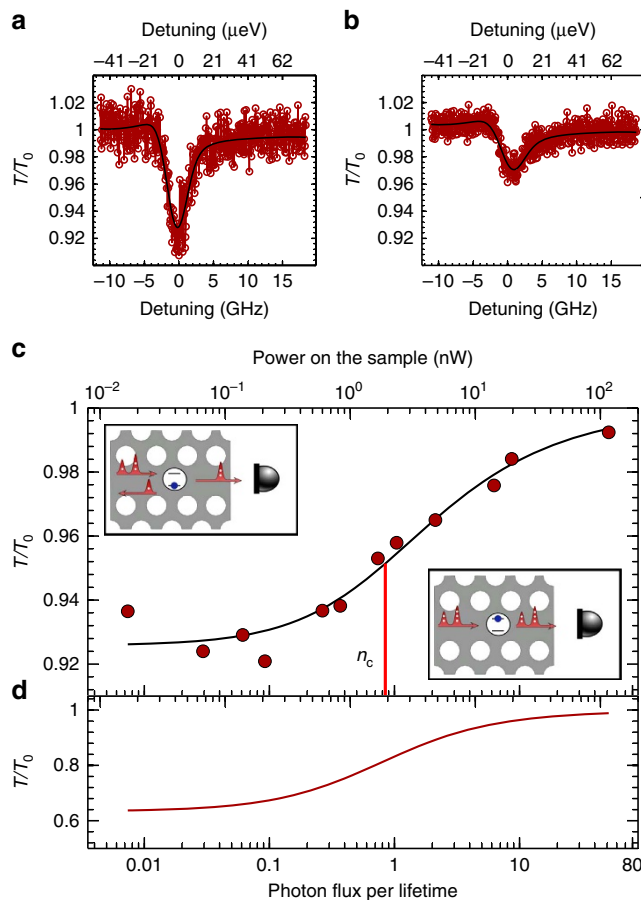 a
b
Detuning (μeV)
Detuning (μeV)
−41 −21 0 21 41 62
−41 −21 0 21 41 62
1.02
1
0.98
0.96
0.94
0.92
T/T0
1.02
1
0.98
0.96
0.94
0.92
T/T0
−10 −5 0 5 10 15
−10 −5 0 5 10 15
Detuning (GHz)
Detuning (GHz)
c
Power on the sample (nW)
10⁻² 10⁻¹ 10⁰ 10¹ 10²
1
0.98
0.96
0.94
0.92
T/T0
nc
d
1
0.8
0.6
T/T0
0.01 0.1 1 10 80
Photon flux per lifetime